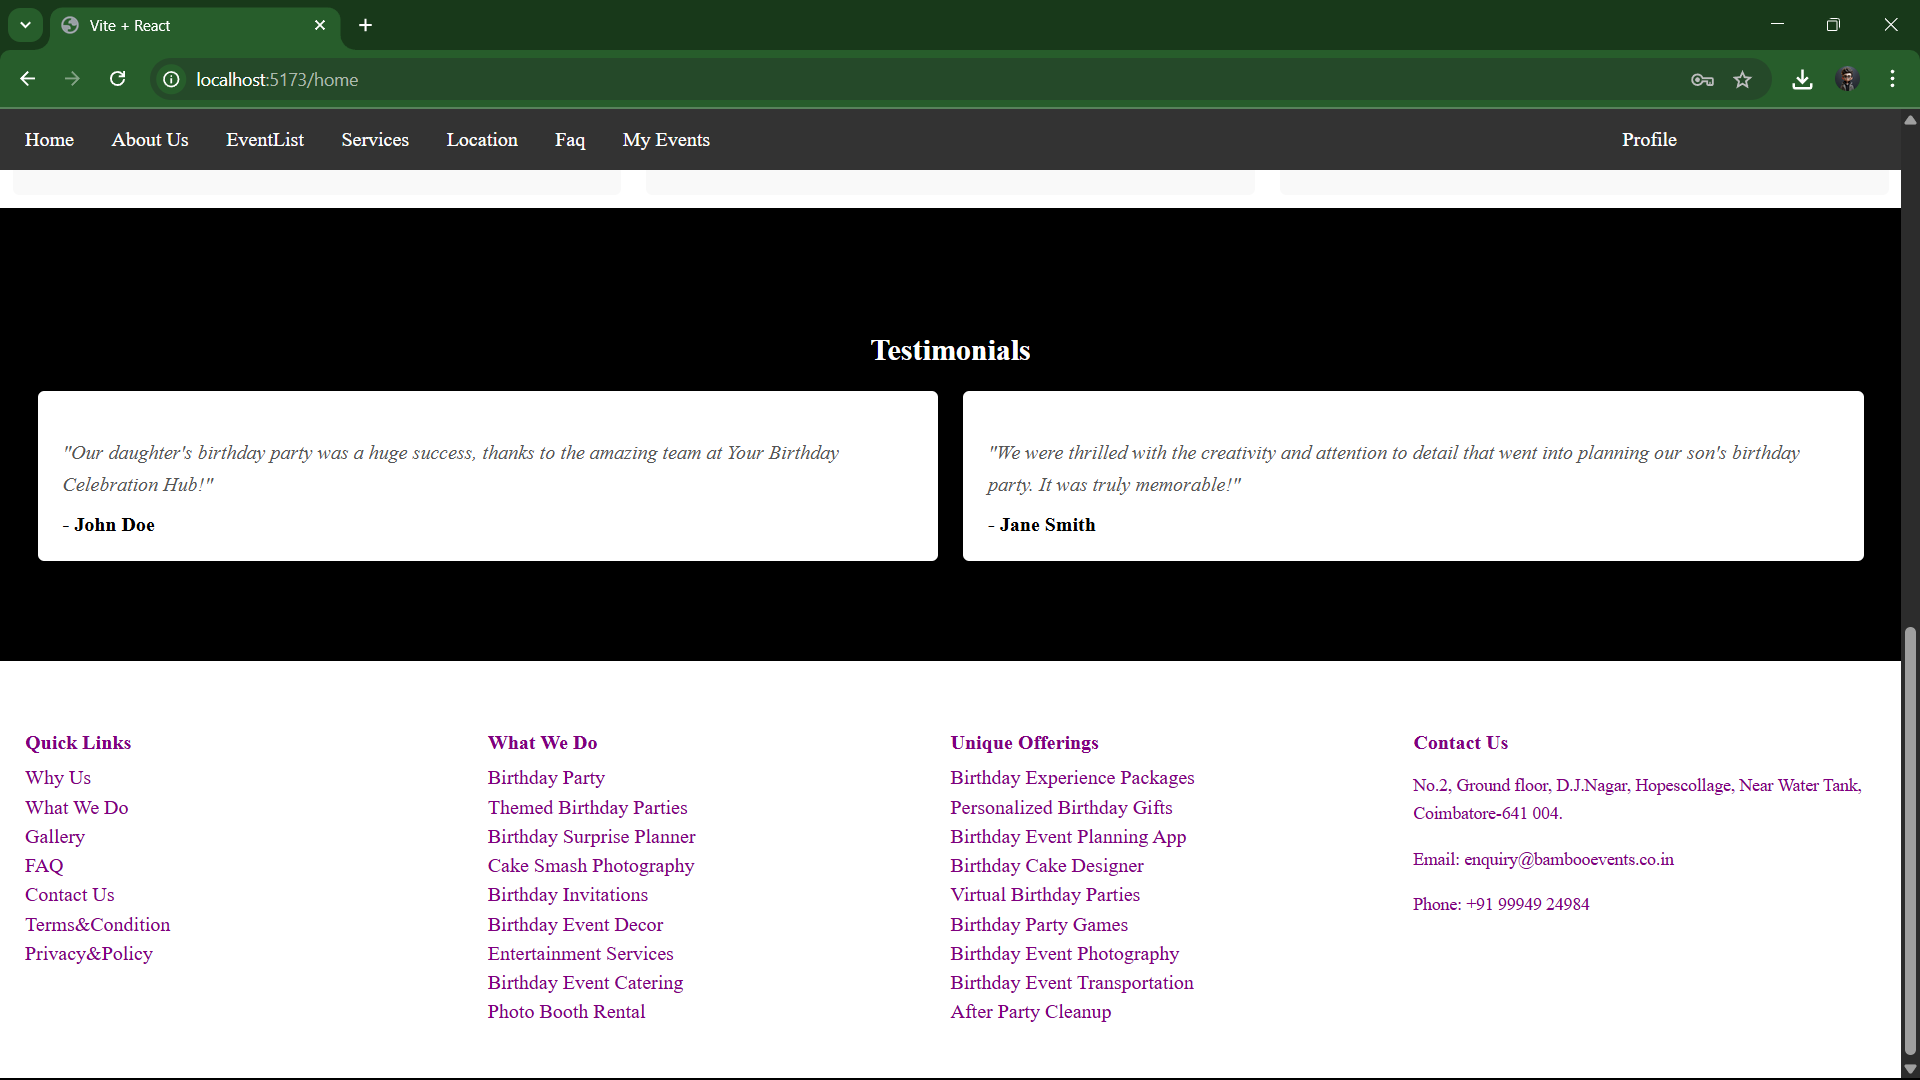 Vite + React
localhost:5173/home
Home About Us EventList Services Location Faq My Events Profile
Testimonials
"Our daughter's birthday party was a huge success, thanks to the amazing team at Your Birthday
Celebration Hub!"
- John Doe
"We were thrilled with the creativity and attention to detail that went into planning our son's birthday
party. It was truly memorable!"
- Jane Smith
Quick Links
Why Us
What We Do
Gallery
FAQ
Contact Us
Terms&Condition
Privacy&Policy
What We Do
Birthday Party
Themed Birthday Parties
Birthday Surprise Planner
Cake Smash Photography
Birthday Invitations
Birthday Event Decor
Entertainment Services
Birthday Event Catering
Photo Booth Rental
Unique Offerings
Birthday Experience Packages
Personalized Birthday Gifts
Birthday Event Planning App
Birthday Cake Designer
Virtual Birthday Parties
Birthday Party Games
Birthday Event Photography
Birthday Event Transportation
After Party Cleanup
Contact Us
No.2, Ground floor, D.J.Nagar, Hopescollage, Near Water Tank,
Coimbatore-641 004.
Email: enquiry@bambooevents.co.in
Phone: +91 99949 24984